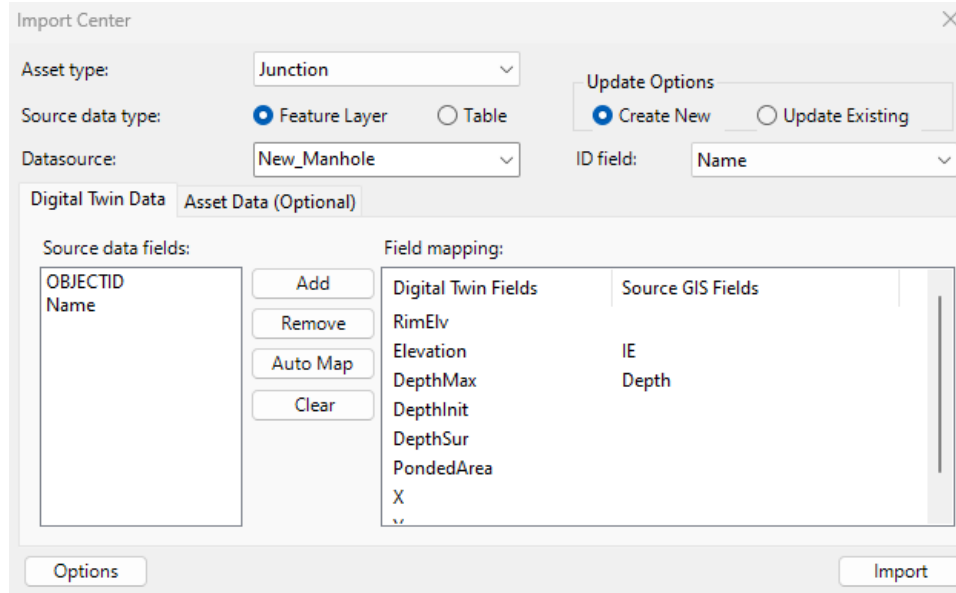 Import Center
Asset type: Junction
Update Options
Source data type: Feature Layer Table Create New Update Existing
Datasource: New_Manhole ID field: Name
Digital Twin Data Asset Data (Optional)
Source data fields: Field mapping:
OBJECTID Add Digital Twin Fields Source GIS Fields
Name Remove RimElv
Auto Map Elevation IE
DepthMax Depth
Clear DepthInit
DepthSur
PondedArea
X
Options Import